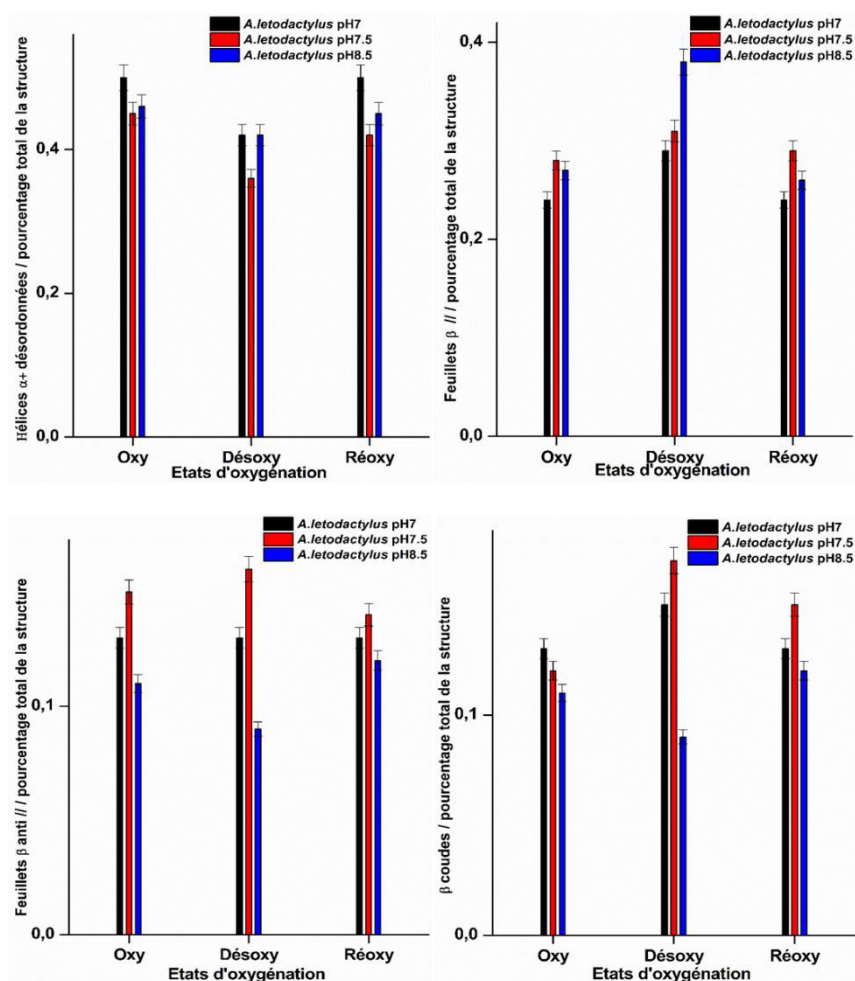 A.letodactylus pH7
A.letodactylus pH7.5
A.letodactylus pH8.5
Hélices α+ désordonnées / pourcentage total de la structure
0,4
0,2
0,0
Oxy Désoxy Réoxy
Etats d'oxygénation
A.letodactylus pH7
A.letodactylus pH7.5
A.letodactylus pH8.5
Feuillets β // / pourcentage total de la structure
0,4
0,2
0,0
Oxy Désoxy Réoxy
Etats d'oxygénation
A.letodactylus pH7
A.letodactylus pH7.5
A.letodactylus pH8.5
Feuillets β anti // / pourcentage total de la structure
0,1
0,0
Oxy Désoxy Réoxy
Etats d'oxygénation
A.letodactylus pH7
A.letodactylus pH7.5
A.letodactylus pH8.5
β coudes / pourcentage total de la structure
0,1
0,0
Oxy Désoxy Réoxy
Etats d'oxygénation